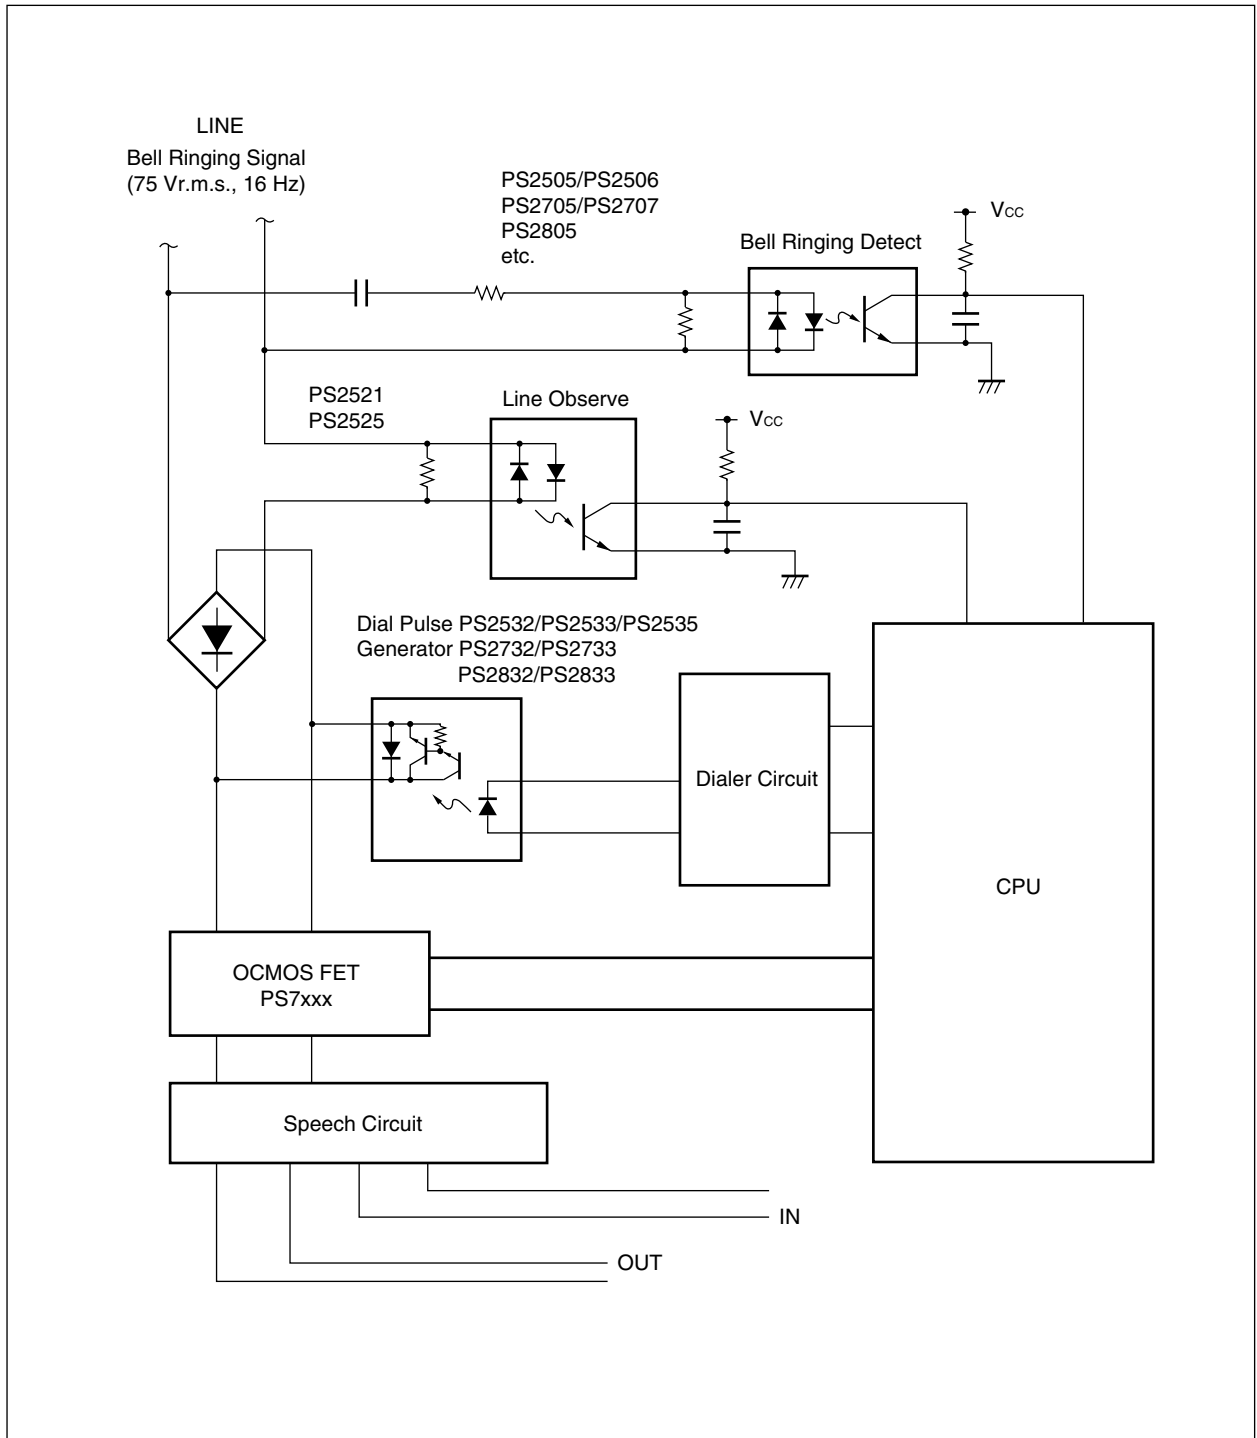 LINE
Bell Ringing Signal
(75 Vr.m.s., 16 Hz)
PS2505/PS2506
PS2705/PS2707
PS2805
etc.
Bell Ringing Detect
VCC
PS2521
PS2525
Line Observe
VCC
Dial Pulse PS2532/PS2533/PS2535
Generator PS2732/PS2733
PS2832/PS2833
Dialer Circuit
CPU
OCMOS FET
PS7xxx
Speech Circuit
IN
OUT